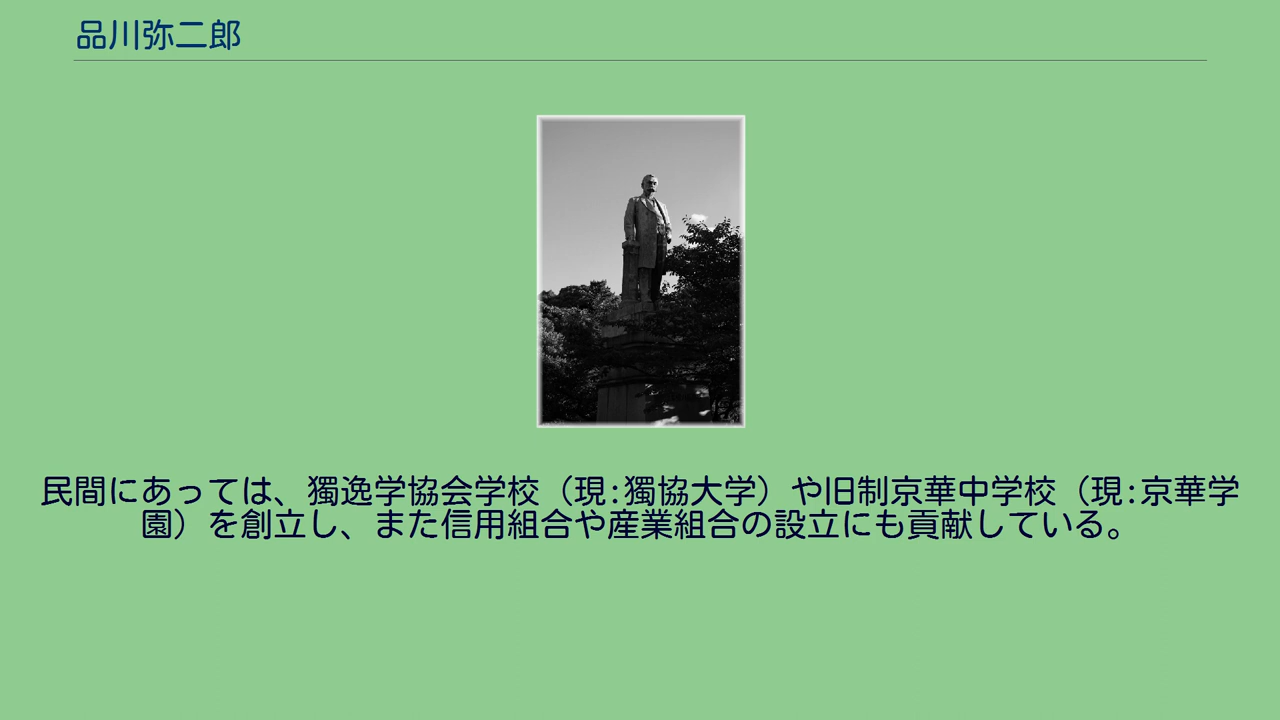 品川弥二郎
民間にあっては、獨逸学協会学校（現:獨協大学）や旧制京華中学校（現:京華学
園）を創立し、また信用組合や産業組合の設立にも貢献している。